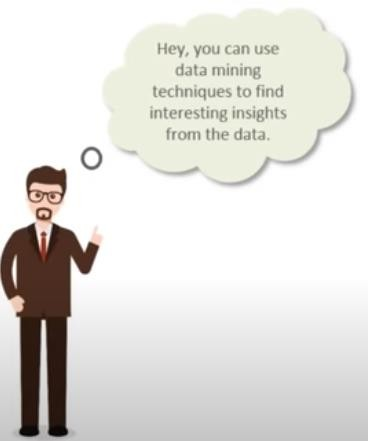 Hey, you can use
data mining
techniques to find
interesting insights
from the data.